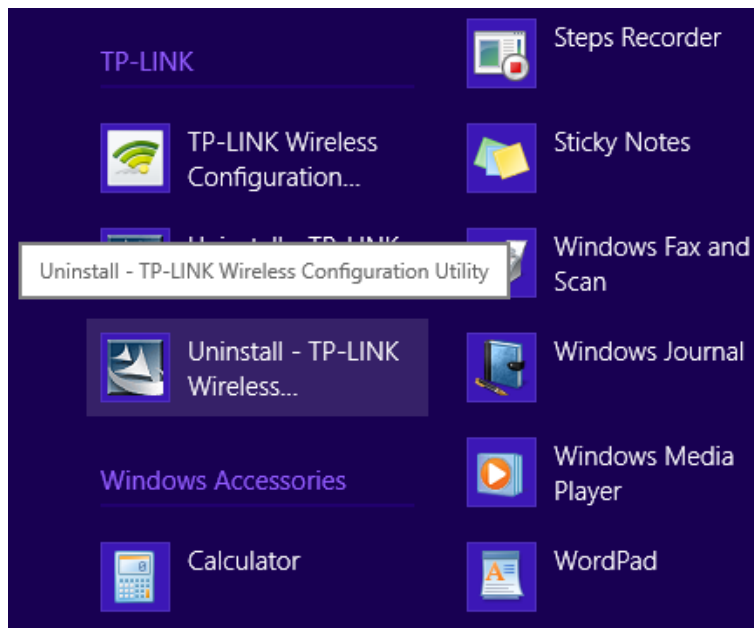 TP-LINK
TP-LINK Wireless
Configuration...
Uninstall - TP-LINK Wireless Configuration Utility
Uninstall - TP-LINK
Wireless...
Windows Accessories
Calculator
Steps Recorder
Sticky Notes
Windows Fax and
Scan
Windows Journal
Windows Media
Player
WordPad